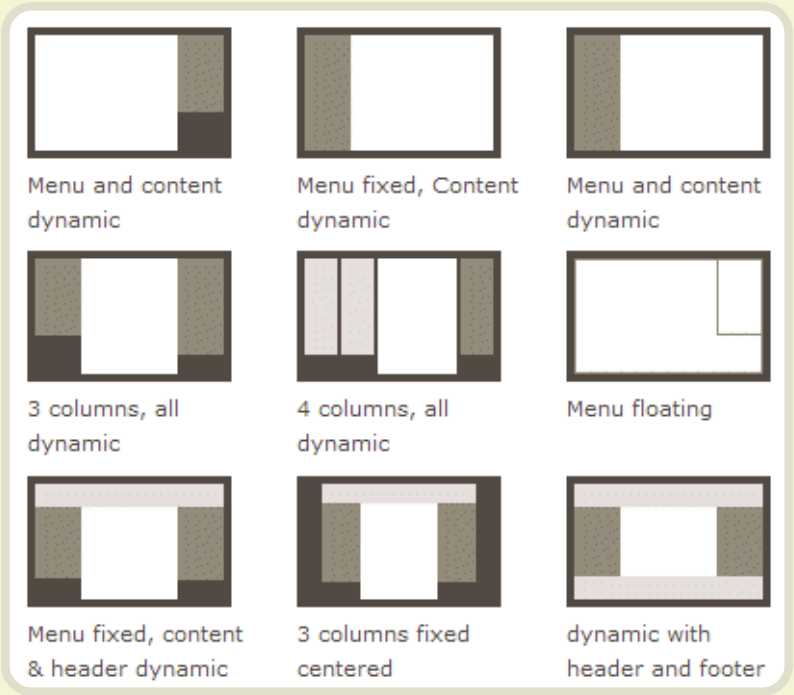 Menu and content
dynamic
Menu fixed, Content
dynamic
Menu and content
dynamic
3 columns, all
dynamic
4 columns, all
dynamic
Menu floating
Menu fixed, content
& header dynamic
3 columns fixed
centered
dynamic with
header and footer